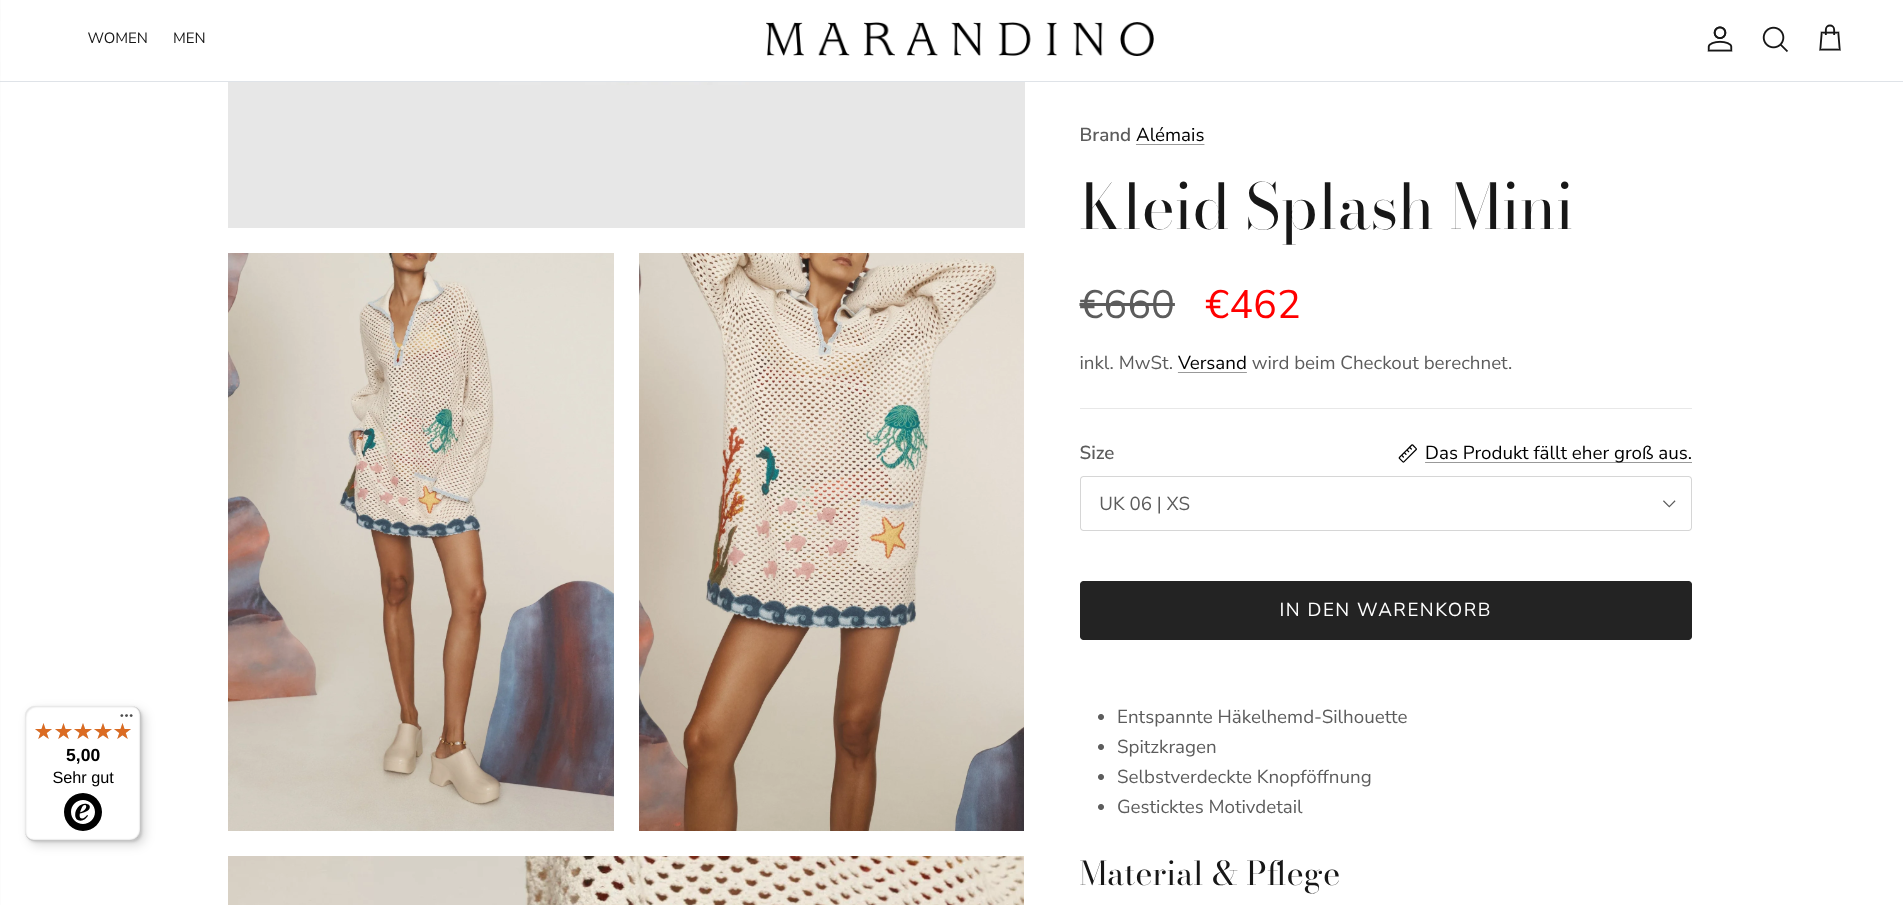 WOMEN MEN
MARANDINO
Brand Alémais
Kleid Splash Mini
€660 €462
inkl. MwSt. Versand wird beim Checkout berechnet.
Size Das Produkt fällt eher groß aus.
UK 06 | XS
IN DEN WARENKORB
Entspannte Häkelhemd-Silhouette
Spitzkragen
Selbstverdeckte Knopföffnung
Gesticktes Motivdetail
Material & Pflege
5,00
Sehr gut
e